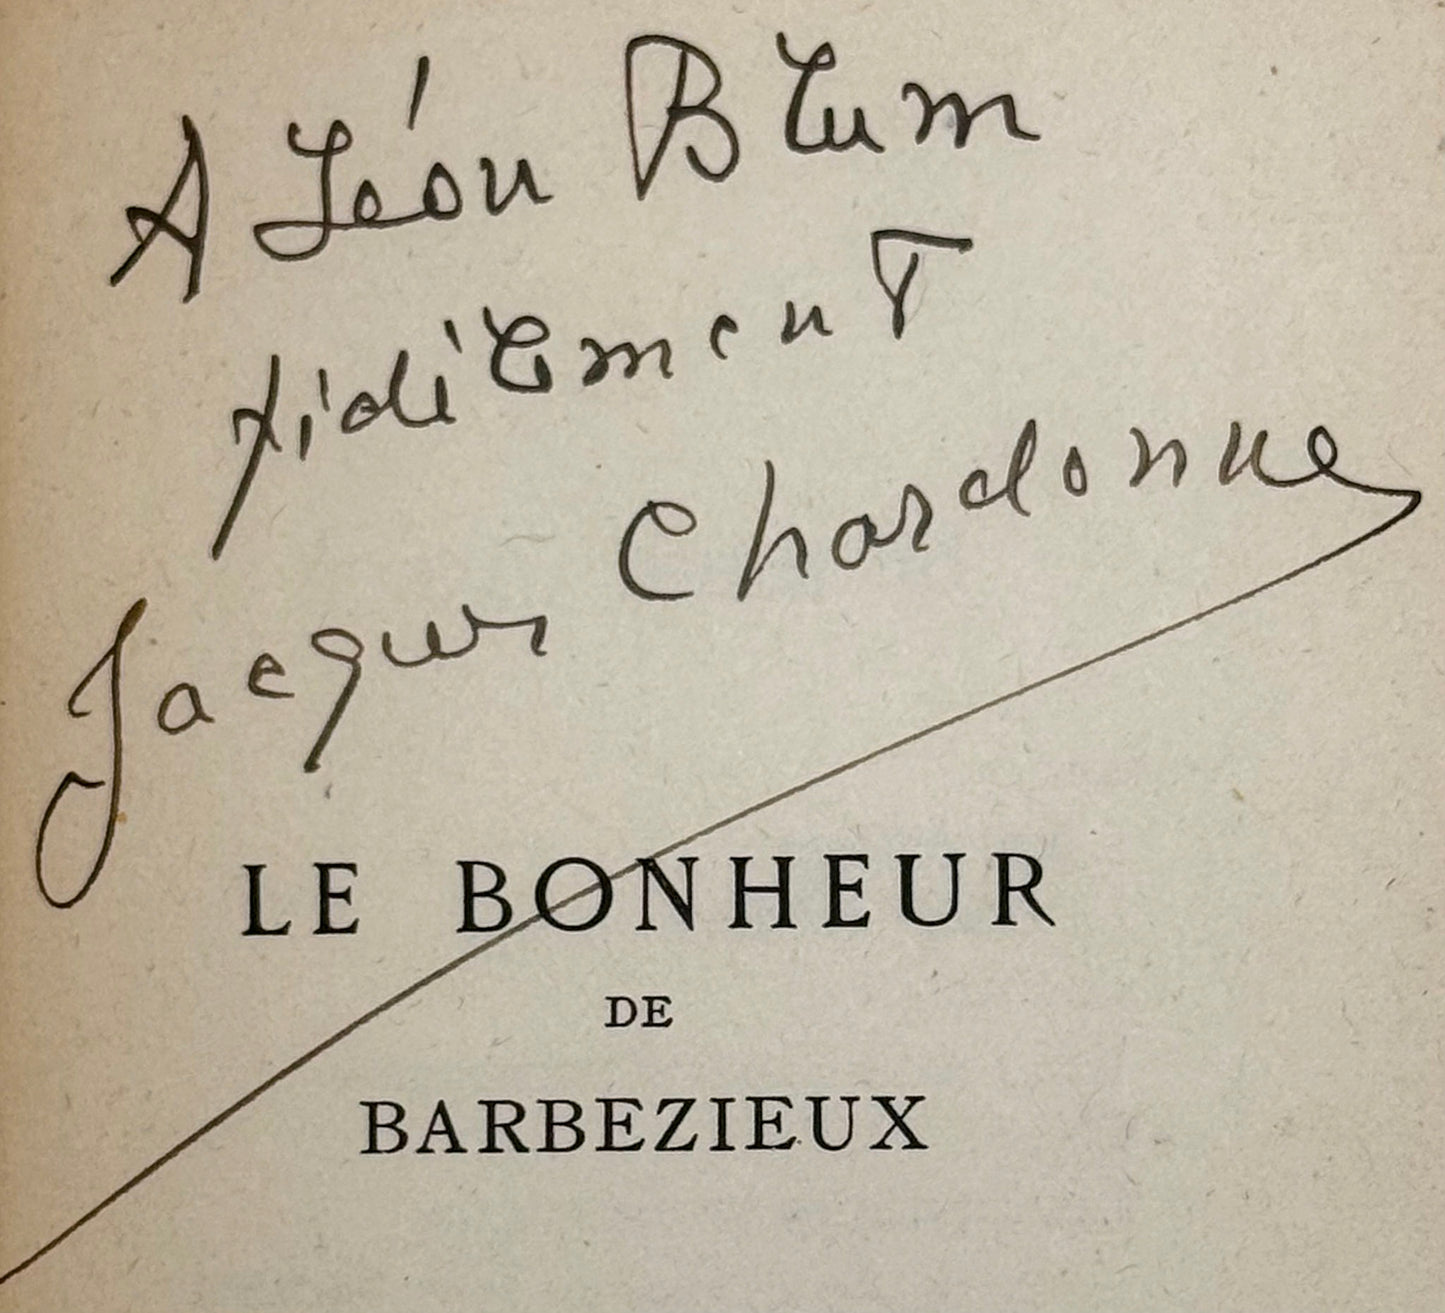 A Léon Blum
fidèlement
Jacques Chardonne
LE BONHEUR
DE
BARBEZIEUX